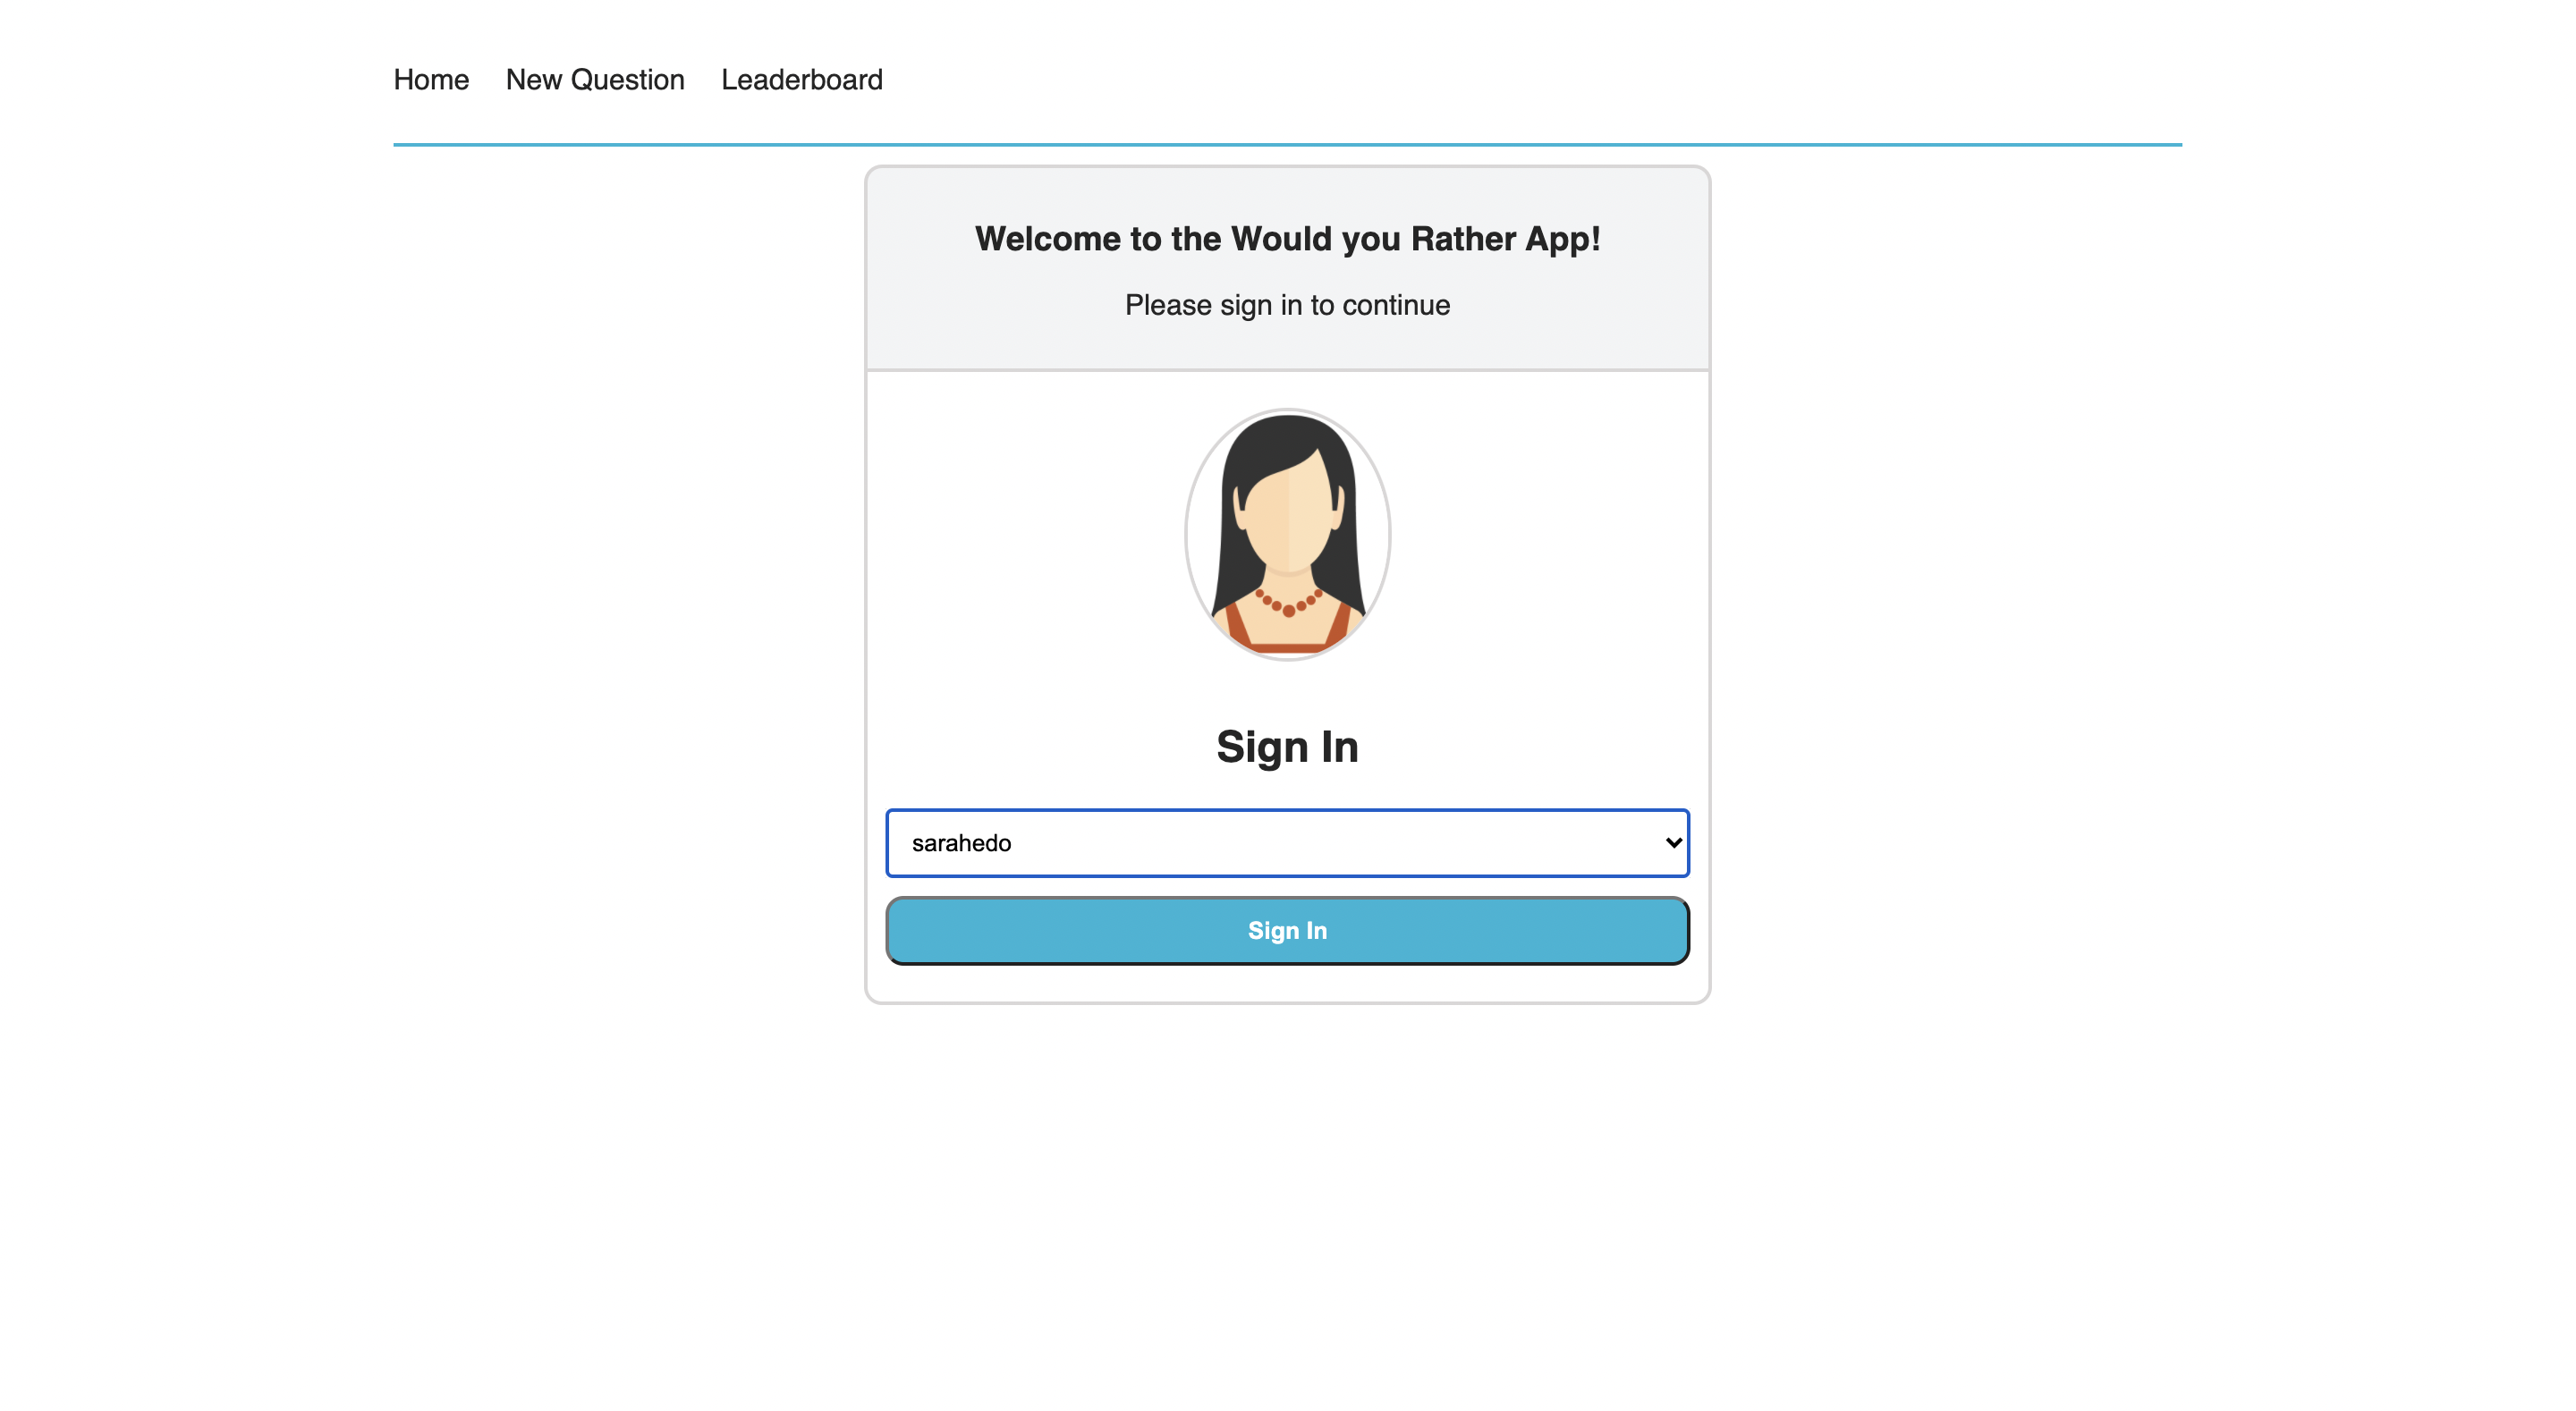 Home New Question Leaderboard
Welcome to the Would you Rather App!
Please sign in to continue
Sign In
sarahedo
Sign In